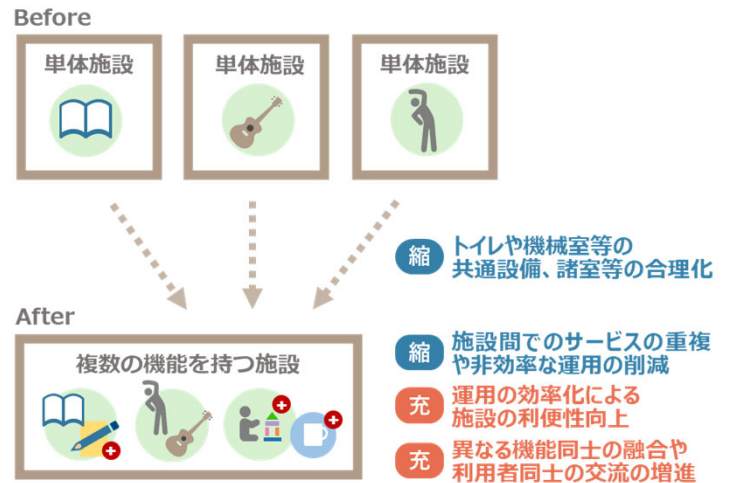 Before
単体施設
単体施設
単体施設
縮 トイレや機械室等の
共通設備、諸室等の合理化
After
複数の機能を持つ施設
縮 施設間でのサービスの重複
や非効率な運用の削減
充 運用の効率化による
施設の利便性向上
充 異なる機能同士の融合や
利用者同士の交流の増進